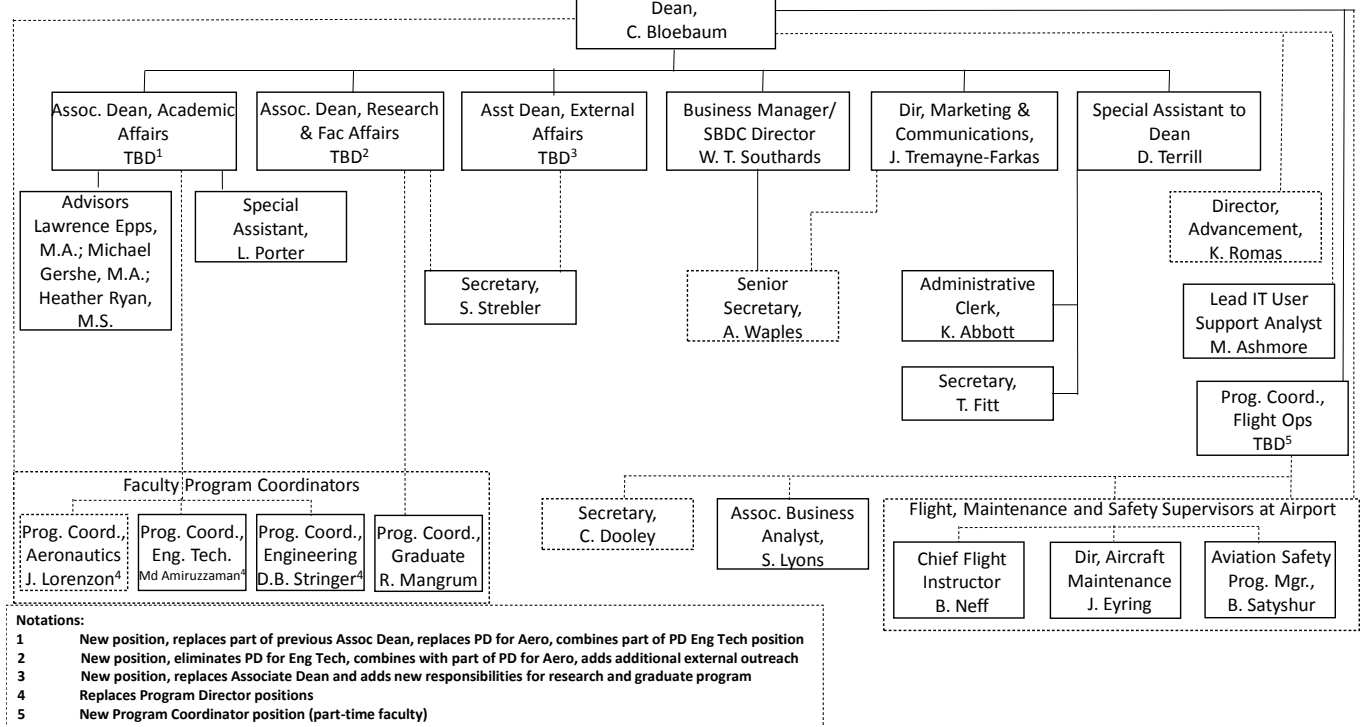 Dean,
C. Bloebaum
Assoc. Dean, Academic
Affairs
TBD1
Assoc. Dean, Research
& Fac Affairs
TBD2
Asst Dean, External
Affairs
TBD3
Business Manager/
SBDC Director
W. T. Southards
Dir, Marketing &
Communications,
J. Tremayne-Farkas
Special Assistant to
Dean
D. Terrill
Advisors
Lawrence Epps,
M.A.; Michael
Gershe, M.A.;
Heather Ryan,
M.S.
Special
Assistant,
L. Porter
Director,
Advancement,
K. Romas
Secretary,
S. Strebler
Senior
Secretary,
A. Waples
Administrative
Clerk,
K. Abbott
Lead IT User
Support Analyst
M. Ashmore
Secretary,
T. Fitt
Prog. Coord.,
Flight Ops
TBD5
Faculty Program Coordinators
Prog. Coord.,
Aeronautics
J. Lorenzon4
Prog. Coord.,
Eng. Tech.
Md Amiruzzaman4
Prog. Coord.,
Engineering
D.B. Stringer4
Prog. Coord.,
Graduate
R. Mangrum
Secretary,
C. Dooley
Assoc. Business
Analyst,
S. Lyons
Flight, Maintenance and Safety Supervisors at Airport
Chief Flight
Instructor
B. Neff
Dir, Aircraft
Maintenance
J. Eyring
Aviation Safety
Prog. Mgr.,
B. Satyshur
Notations:
1 New position, replaces part of previous Assoc Dean, replaces PD for Aero, combines part of PD Eng Tech position
2 New position, eliminates PD for Eng Tech, combines with part of PD for Aero, adds additional external outreach
3 New position, replaces Associate Dean and adds new responsibilities for research and graduate program
4 Replaces Program Director positions
5 New Program Coordinator position (part-time faculty)